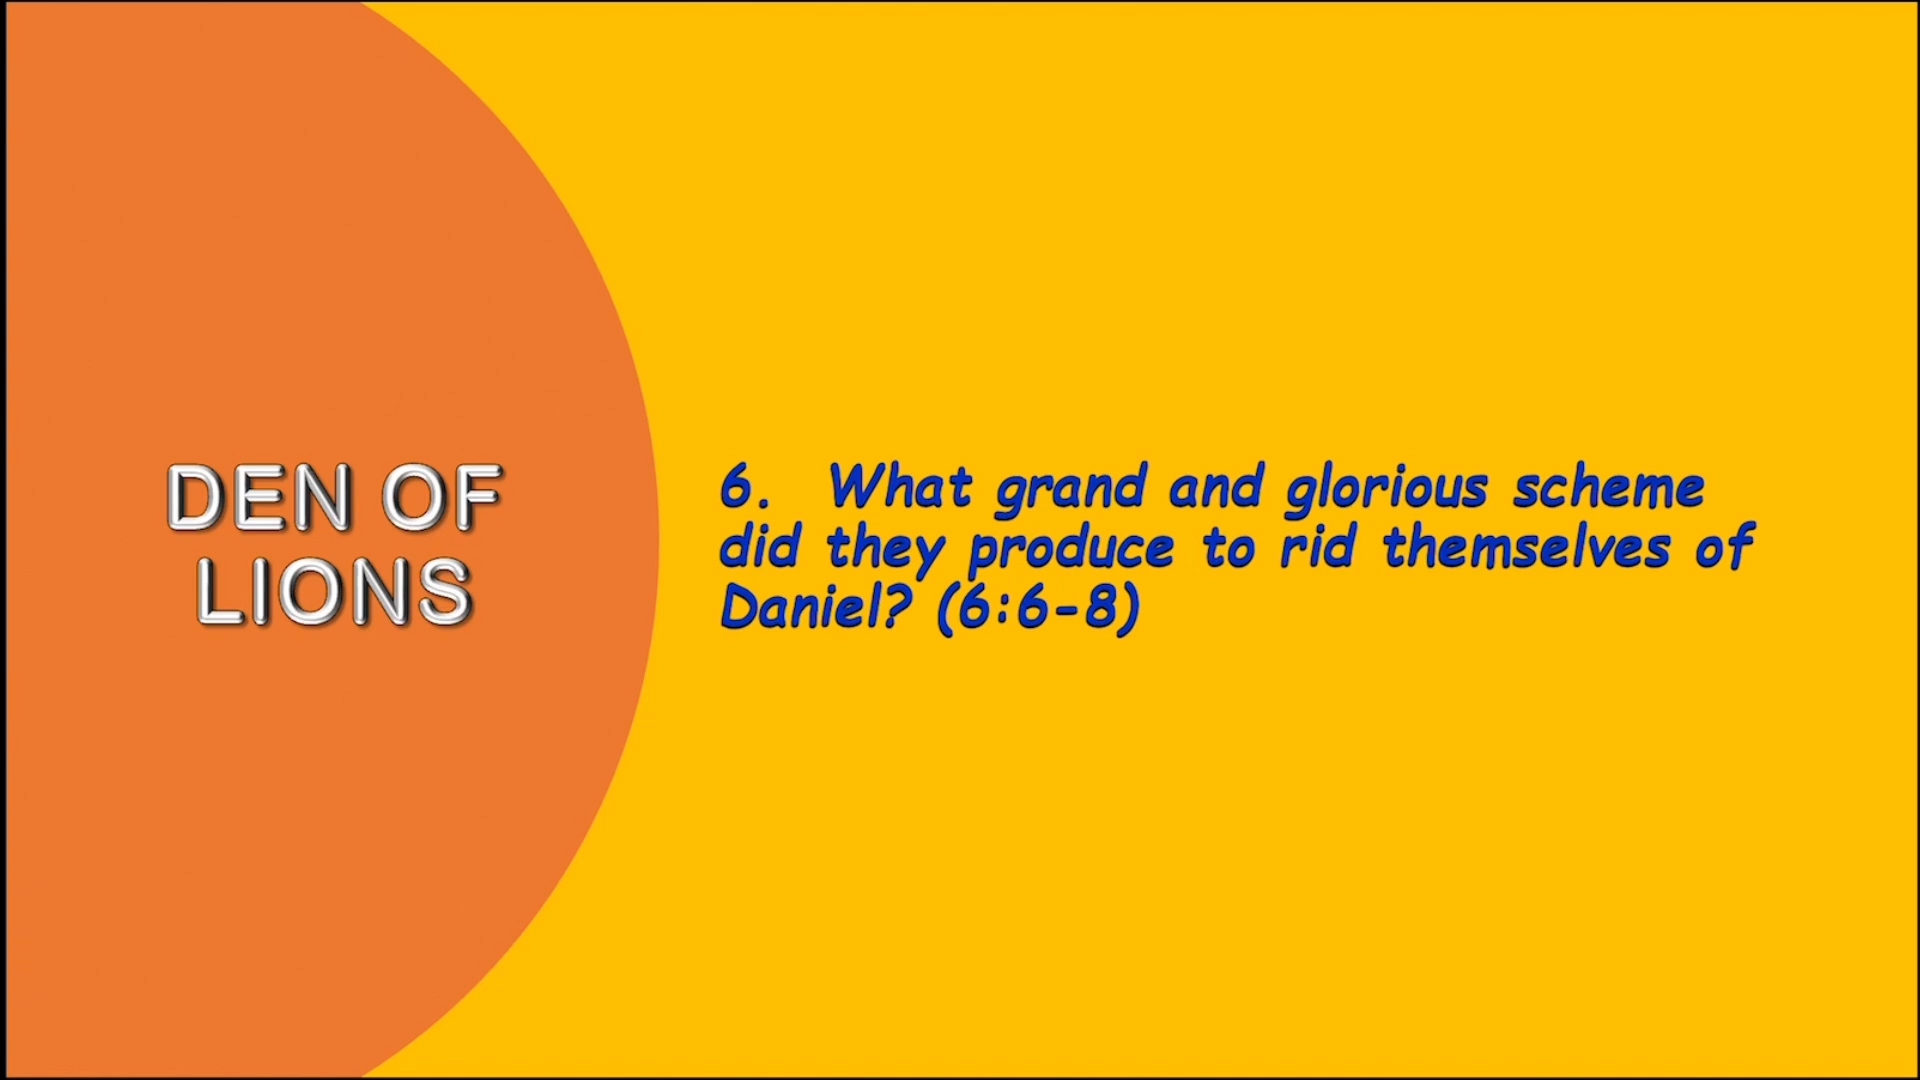 DEN OF
LIONS
6. What grand and glorious scheme
did they produce to rid themselves of
Daniel? (6:6-8)